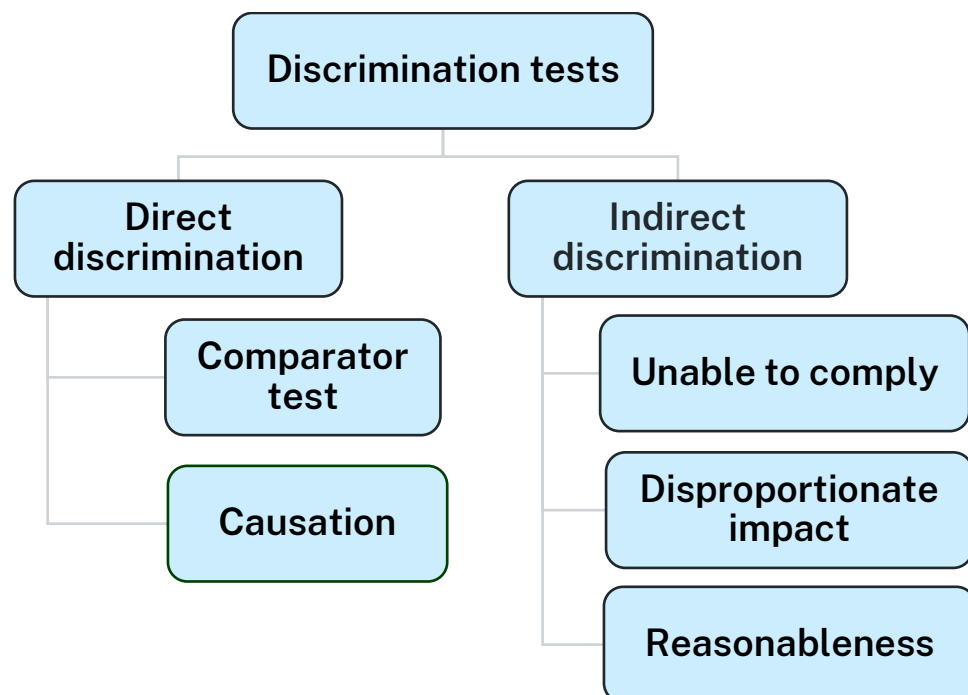 Discrimination tests
Direct
discrimination
Comparator
test
Causation
Indirect
discrimination
Unable to comply
Disproportionate
impact
Reasonableness